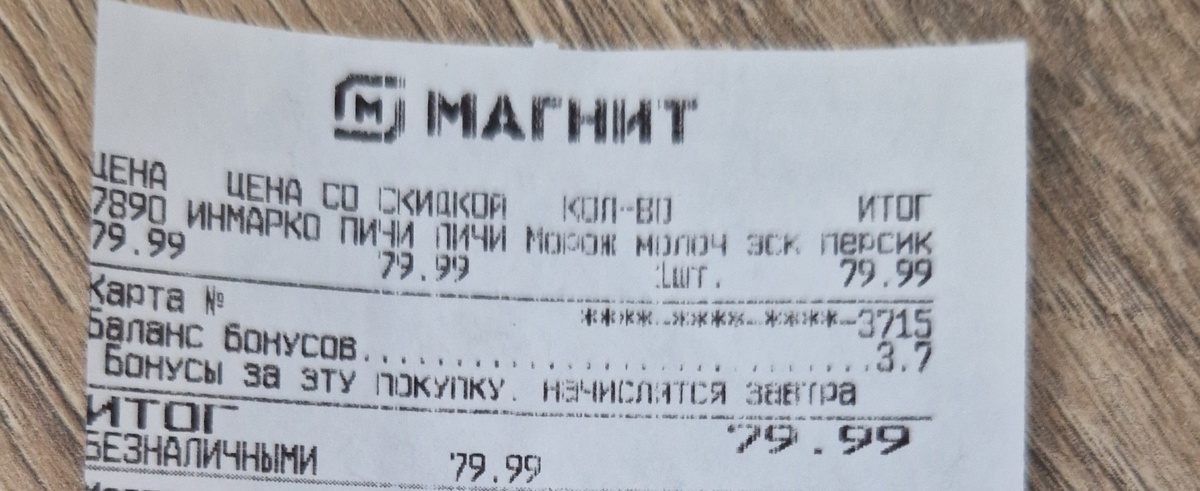 МАГНИТ
ЦЕНА ЦЕНА СО СКИДКОЙ КОЛ-ВО ИТОГ
7890 ИНМАРКО ПИЧИ ПИЧИ Морож молоч эск персик
79.99 79.99 1шт. 79.99
Карта № ****-****-****-3715
Баланс бонусов....................3.7
Бонусы за эту покупку. начислятся завтра
ИТОГ 79.99
БЕЗНАЛИЧНЫМИ 79.99